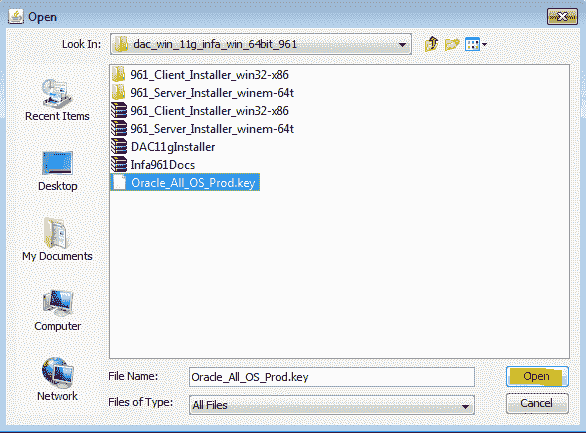 Open
Look In: dac_win_11g_infa_win_64bit_961
961_Client_Installer_win32-x86
961_Server_Installer_winem-64t
961_Client_Installer_win32-x86
961_Server_Installer_winem-64t
DAC11gInstaller
Infa961Docs
Oracle_All_OS_Prod.key
Recent Items
Desktop
My Documents
Computer
Network
File Name: Oracle_All_OS_Prod.key Open
Files of Type: All Files Cancel